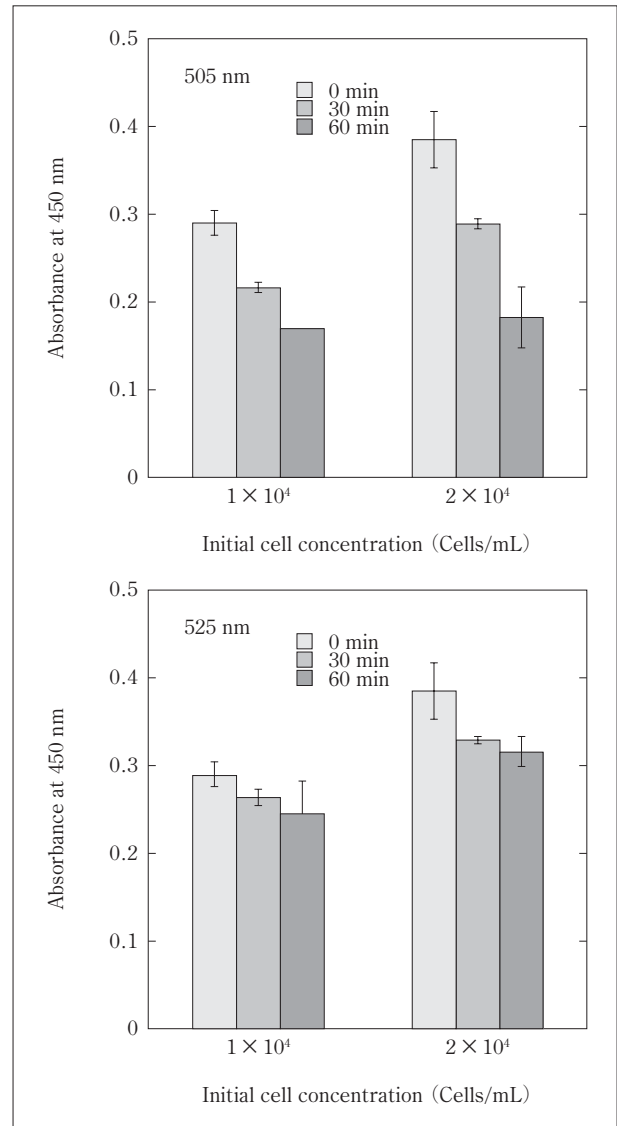 0.5
505 nm
0 min
30 min
60 min
0.4
0.3
0.2
0.1
0
Absorbance at 450 nm
1 × 10⁴
2 × 10⁴
Initial cell concentration (Cells/mL)
0.5
525 nm
0 min
30 min
60 min
0.4
0.3
0.2
0.1
0
Absorbance at 450 nm
1 × 10⁴
2 × 10⁴
Initial cell concentration (Cells/mL)